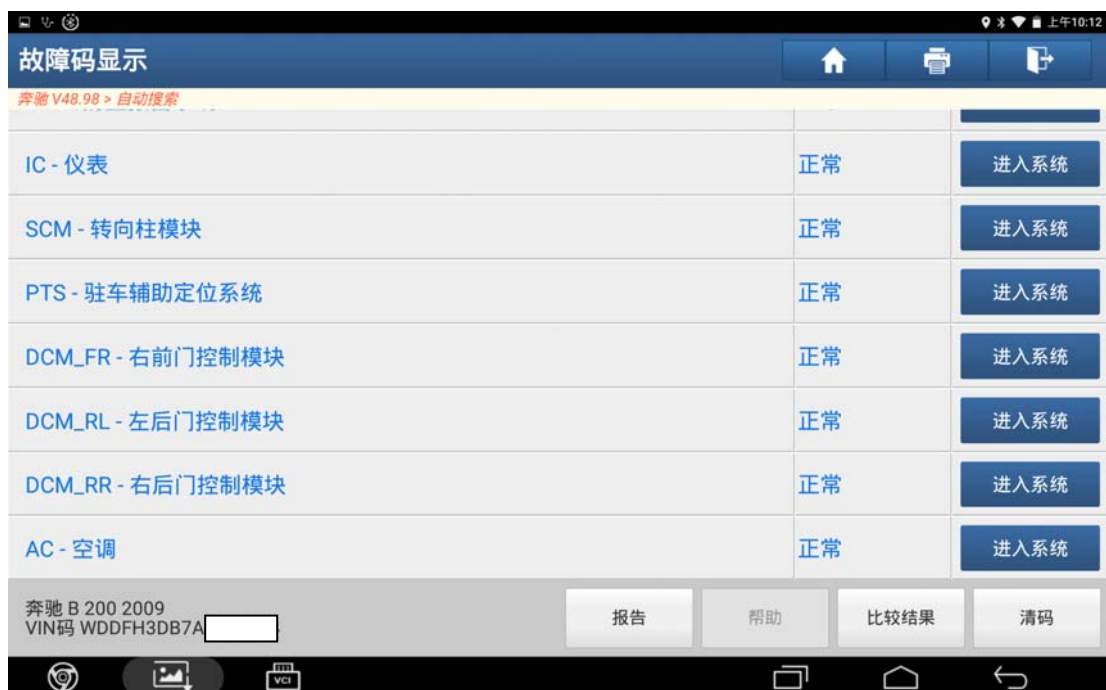 上午10:12
故障码显示
奔驰 V48.98 > 自动搜索
IC - 仪表 正常 进入系统
SCM - 转向柱模块 正常 进入系统
PTS - 驻车辅助定位系统 正常 进入系统
DCM_FR - 右前门控制模块 正常 进入系统
DCM_RL - 左后门控制模块 正常 进入系统
DCM_RR - 右后门控制模块 正常 进入系统
AC - 空调 正常 进入系统
奔驰 B 200 2009
VIN码 WDDFH3DB7A
报告 帮助 比较结果 清码
VCI